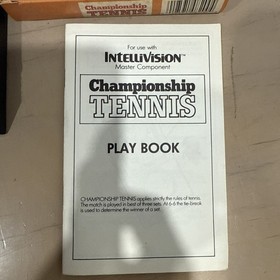 Championship
TENNIS
For use with
INTELLIVISION™
Master Component
Championship
TENNIS
PLAY BOOK
CHAMPIONSHIP TENNIS applies strictly the rules of tennis.
The match is played in best of three sets. At 6-6 the tie-break
is used to determine the winner of a set.